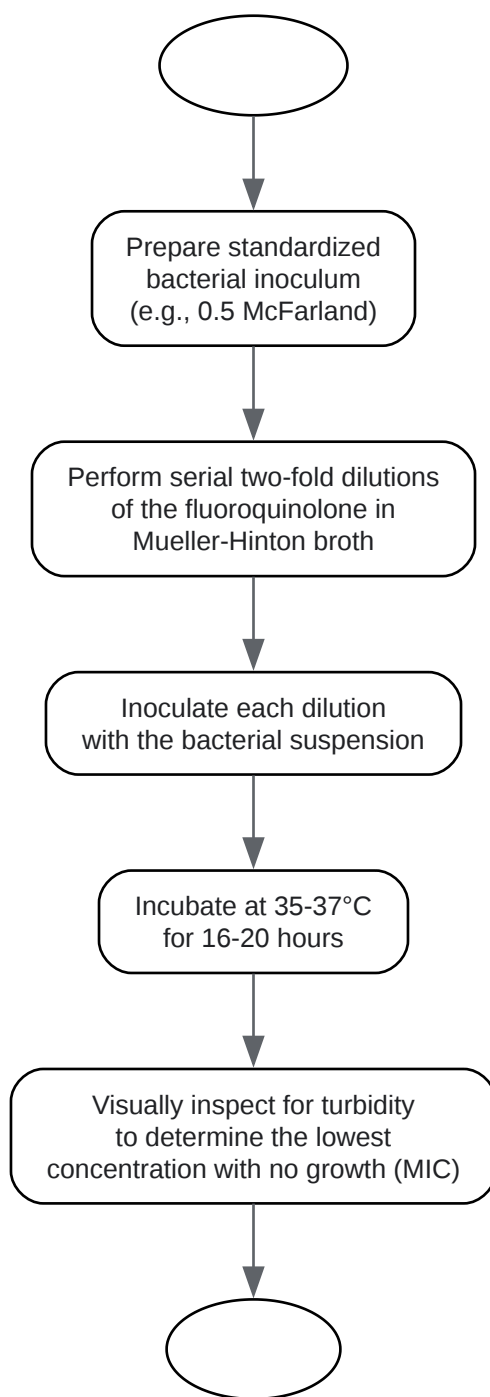 Prepare standardized
bacterial inoculum
(e.g., 0.5 McFarland)
Perform serial two-fold dilutions
of the fluoroquinolone in
Mueller-Hinton broth
Inoculate each dilution
with the bacterial suspension
Incubate at 35-37°C
for 16-20 hours
Visually inspect for turbidity
to determine the lowest
concentration with no growth (MIC)